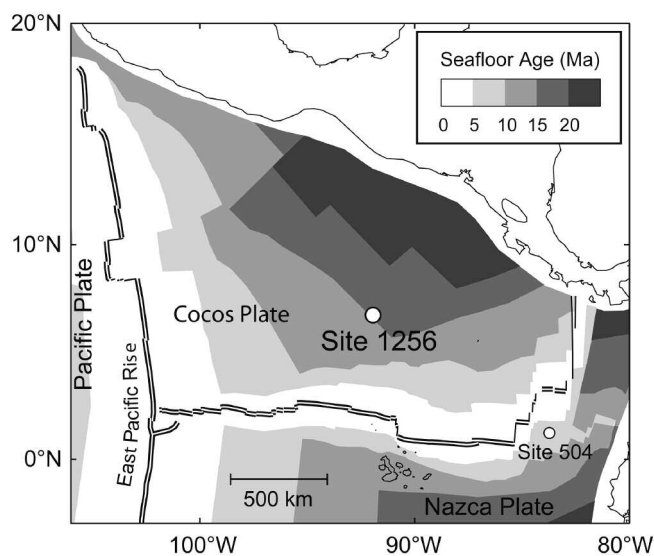 20°N
Seafloor Age (Ma)
0 5 10 15 20
10°N
Pacific Plate
Cocos Plate
Site 1256
East Pacific Rise
Site 504
0°N
500 km
Nazca Plate
100°W 90°W 80°W